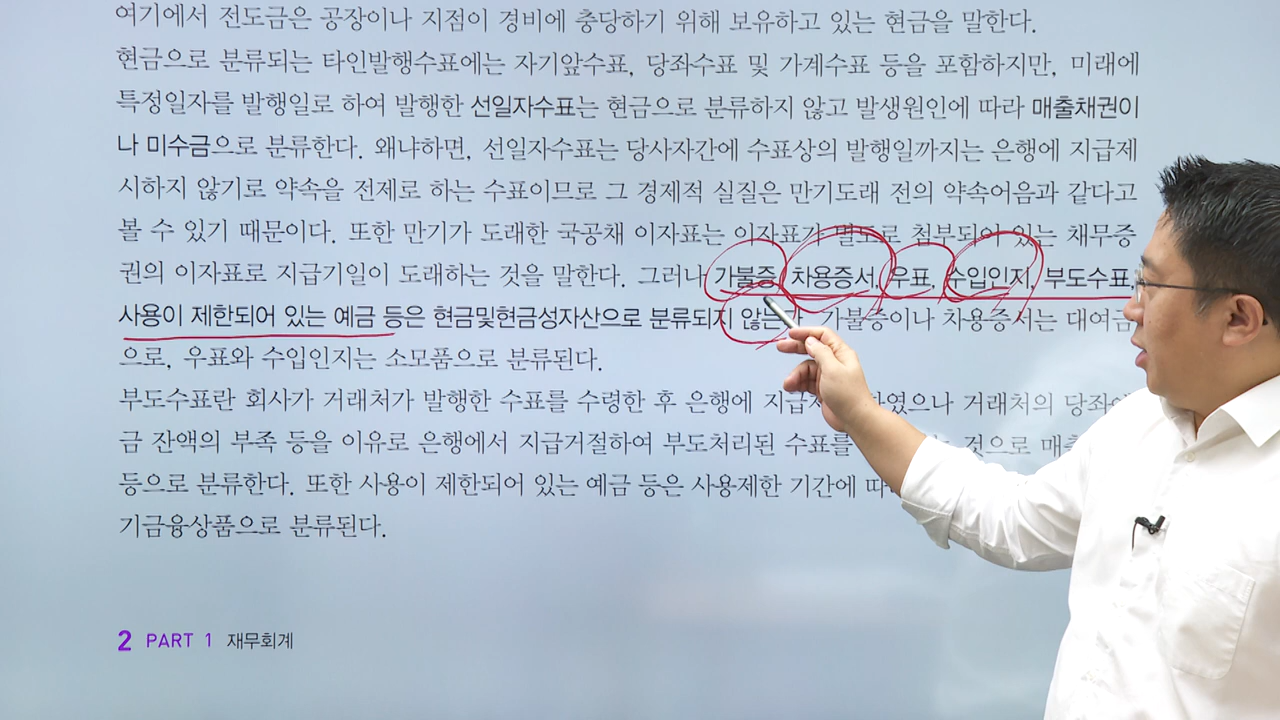 여기에서 전도금은 공장이나 지점이 경비에 충당하기 위해 보유하고 있는 현금을 말한다.
현금으로 분류되는 타인발행수표에는 자기앞수표, 당좌수표 및 가계수표 등을 포함하지만, 미래에
특정일자를 발행일로 하여 발행한 선일자수표는 현금으로 분류하지 않고 발생원인에 따라 매출채권이
나 미수금으로 분류한다. 왜냐하면, 선일자수표는 당사자간에 수표상의 발행일까지는 은행에 지급제
시하지 않기로 약속을 전제로 하는 수표이므로 그 경제적 실질은 만기도래 전의 약속어음과 같다고
볼 수 있기 때문이다. 또한 만기가 도래한 국공채 이자표는 이자표가 별도로 첨부되어 있는 채무증
권의 이자표로 지급기일이 도래하는 것을 말한다. 그러나 가불증, 차용증서, 우표, 수입인지, 부도수표,
사용이 제한되어 있는 예금 등은 현금및현금성자산으로 분류되지 않는다. 가불증이나 차용증서는 대여금
으로, 우표와 수입인지는 소모품으로 분류된다.
부도수표란 회사가 거래처가 발행한 수표를 수령한 후 은행에 거래처의
금 잔액의 부족 등을 이유로 은행에서 지급거절하여 부도처리된 수표를 것으로
등으로 분류한다. 또한 사용이 제한되어 있는 예금 등은 사용제한 기간에
기금융상품으로 분류된다.
2 PART 1 재무회계